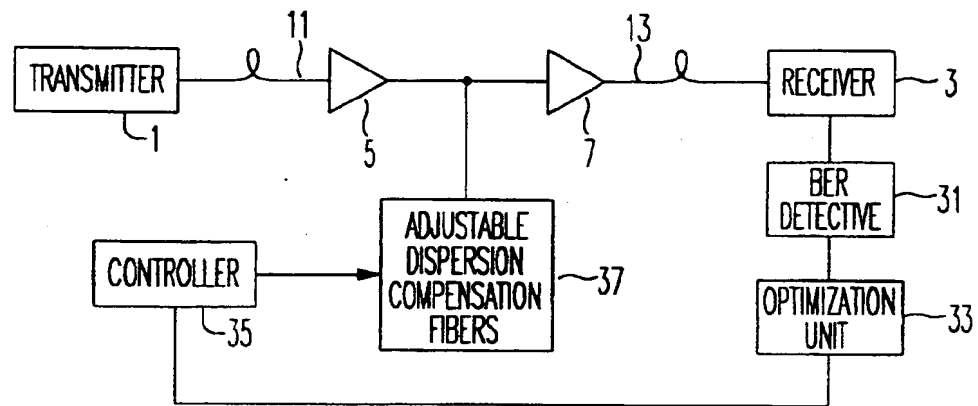 11
13
TRANSMITTER
RECEIVER
3
1
5
7
BER
DETECTIVE
31
ADJUSTABLE
DISPERSION
COMPENSATION
FIBERS
37
CONTROLLER
35
OPTIMIZATION
UNIT
33